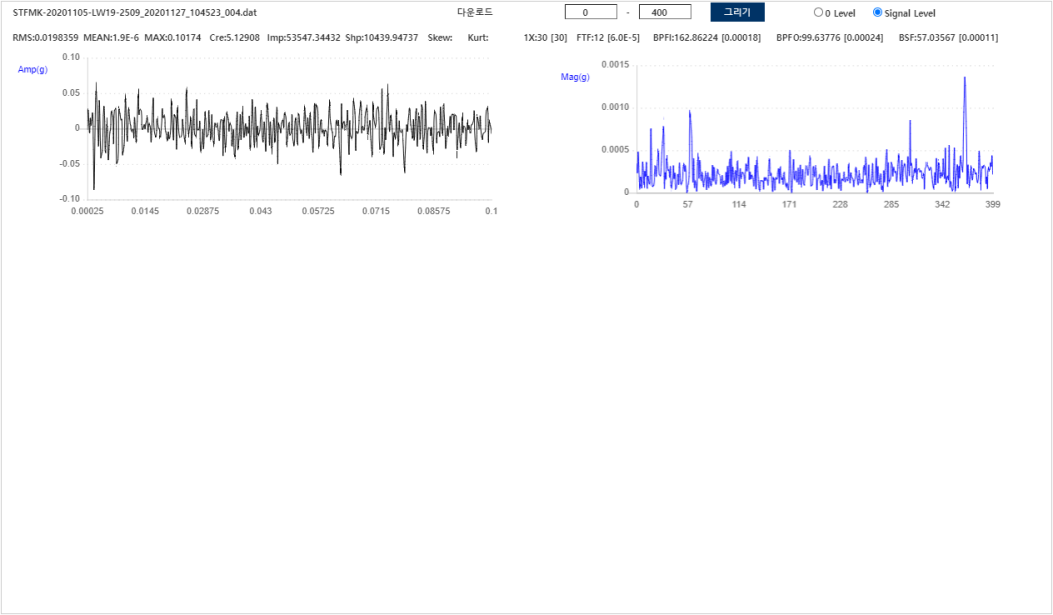 STFMK-20201105-LW19-2509_20201127_104523_004.dat 다운로드 0 - 400 그리기 0 Level Signal Level
RMS:0.0198359 MEAN:1.9E-6 MAX:0.10174 Cre:5.12908 Imp:53547.34432 Shp:10439.94737 Skew: Kurt: 1X:30 [30] FTF:12 [6.0E-5] BPFI:162.86224 [0.00018] BPFO:99.63776 [0.00024] BSF:57.03567 [0.00011]
Amp(g)
0.10
0.05
0
-0.05
-0.10
0.00025 0.0145 0.02875 0.043 0.05725 0.0715 0.08575 0.1
Mag(g)
0.0015
0.0010
0.0005
0
0 57 114 171 228 285 342 399